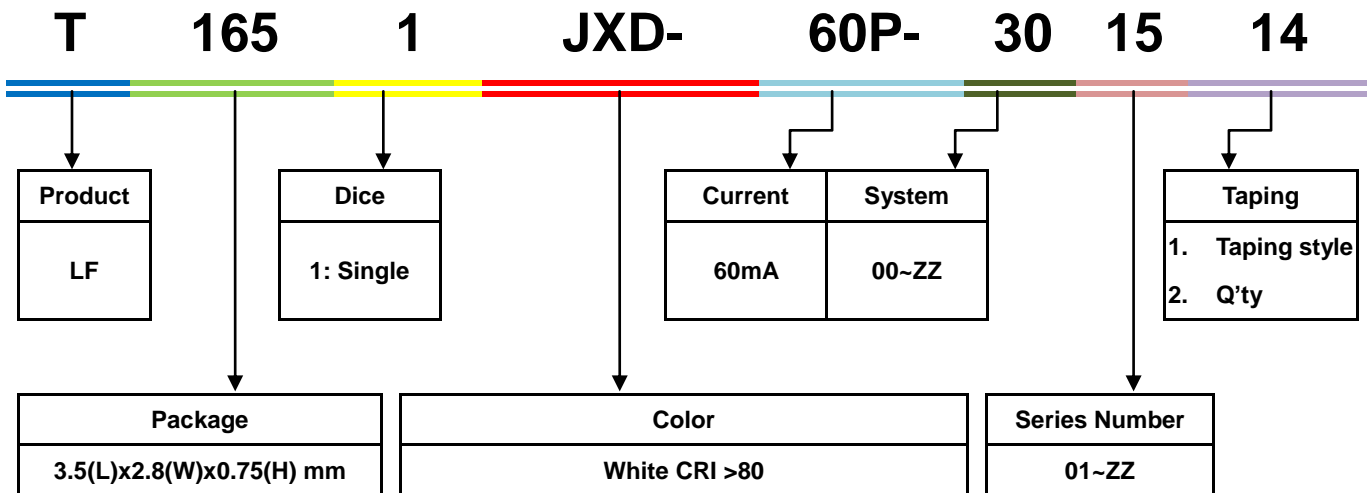 T 165 1 JXD- 60P- 30 15 14
Product
LF
Dice
1: Single
Current System
60mA 00~ZZ
Taping
1. Taping style
2. Q’ty
Package
3.5(L)x2.8(W)x0.75(H) mm
Color
White CRI >80
Series Number
01~ZZ